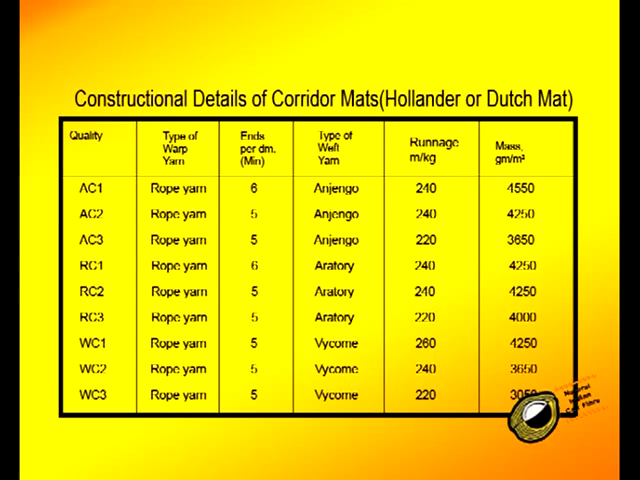 Constructional Details of Corridor Mats(Hollander or Dutch Mat)
Quality Type of Warp Yarn Ends per dm. (Min) Type of Weft Yarn Runnage m/kg Mass, gm/m²
AC1 Rope yarn 6 Anjengo 240 4550
AC2 Rope yarn 5 Anjengo 240 4250
AC3 Rope yarn 5 Anjengo 220 3650
RC1 Rope yarn 6 Aratory 240 4250
RC2 Rope yarn 5 Aratory 240 4250
RC3 Rope yarn 5 Aratory 220 4000
WC1 Rope yarn 5 Vycome 260 4250
WC2 Rope yarn 5 Vycome 240 3650
WC3 Rope yarn 5 Vycome 220
Natural
Indian
Coir Fibre